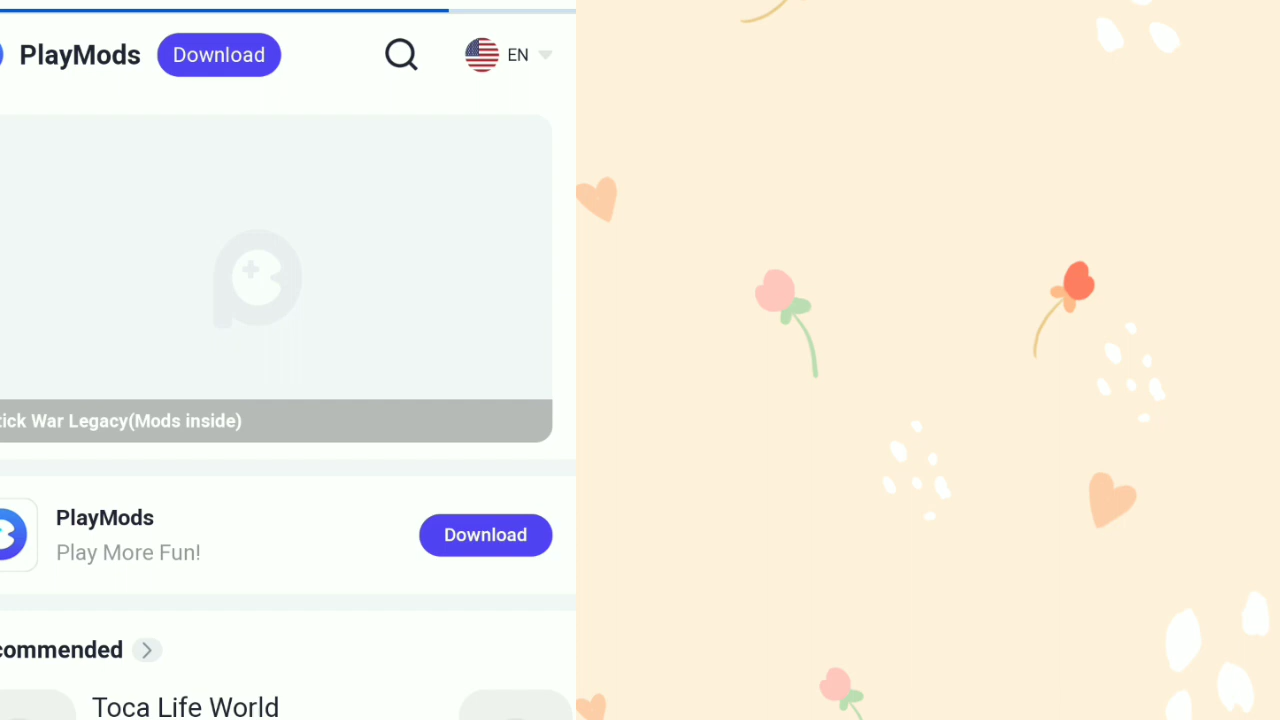 PlayMods Download EN
tick War Legacy(Mods inside)
PlayMods
Play More Fun!
Download
commended
Toca Life World